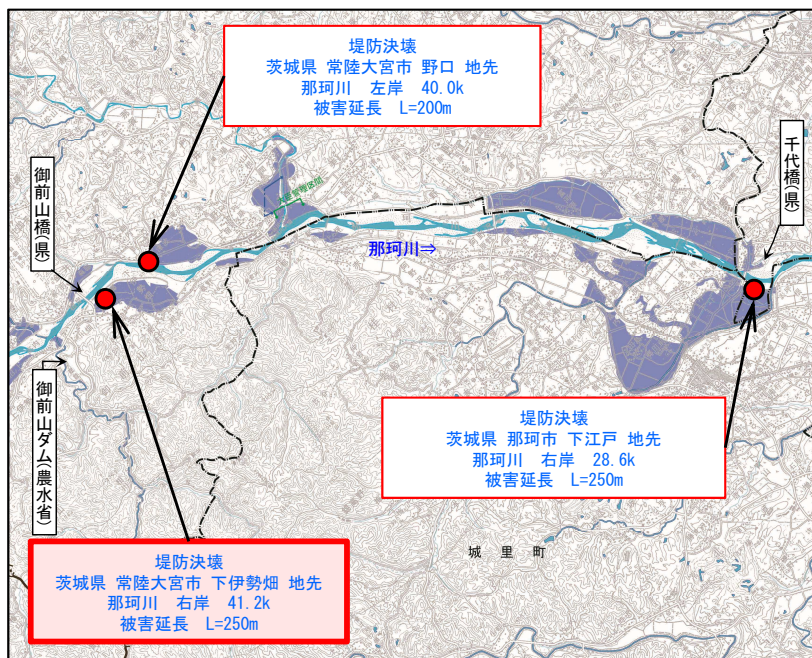 堤防決壊
茨城県 常陸大宮市 野口 地先
那珂川 左岸 40.0k
被害延長 L=200m
千代橋(県)
御前山橋(県)
那珂川⇒
御前山ダム(農水省)
堤防決壊
茨城県 那珂市 下江戸 地先
那珂川 右岸 28.6k
被害延長 L=250m
城里町
堤防決壊
茨城県 常陸大宮市 下伊勢畑 地先
那珂川 右岸 41.2k
被害延長 L=250m